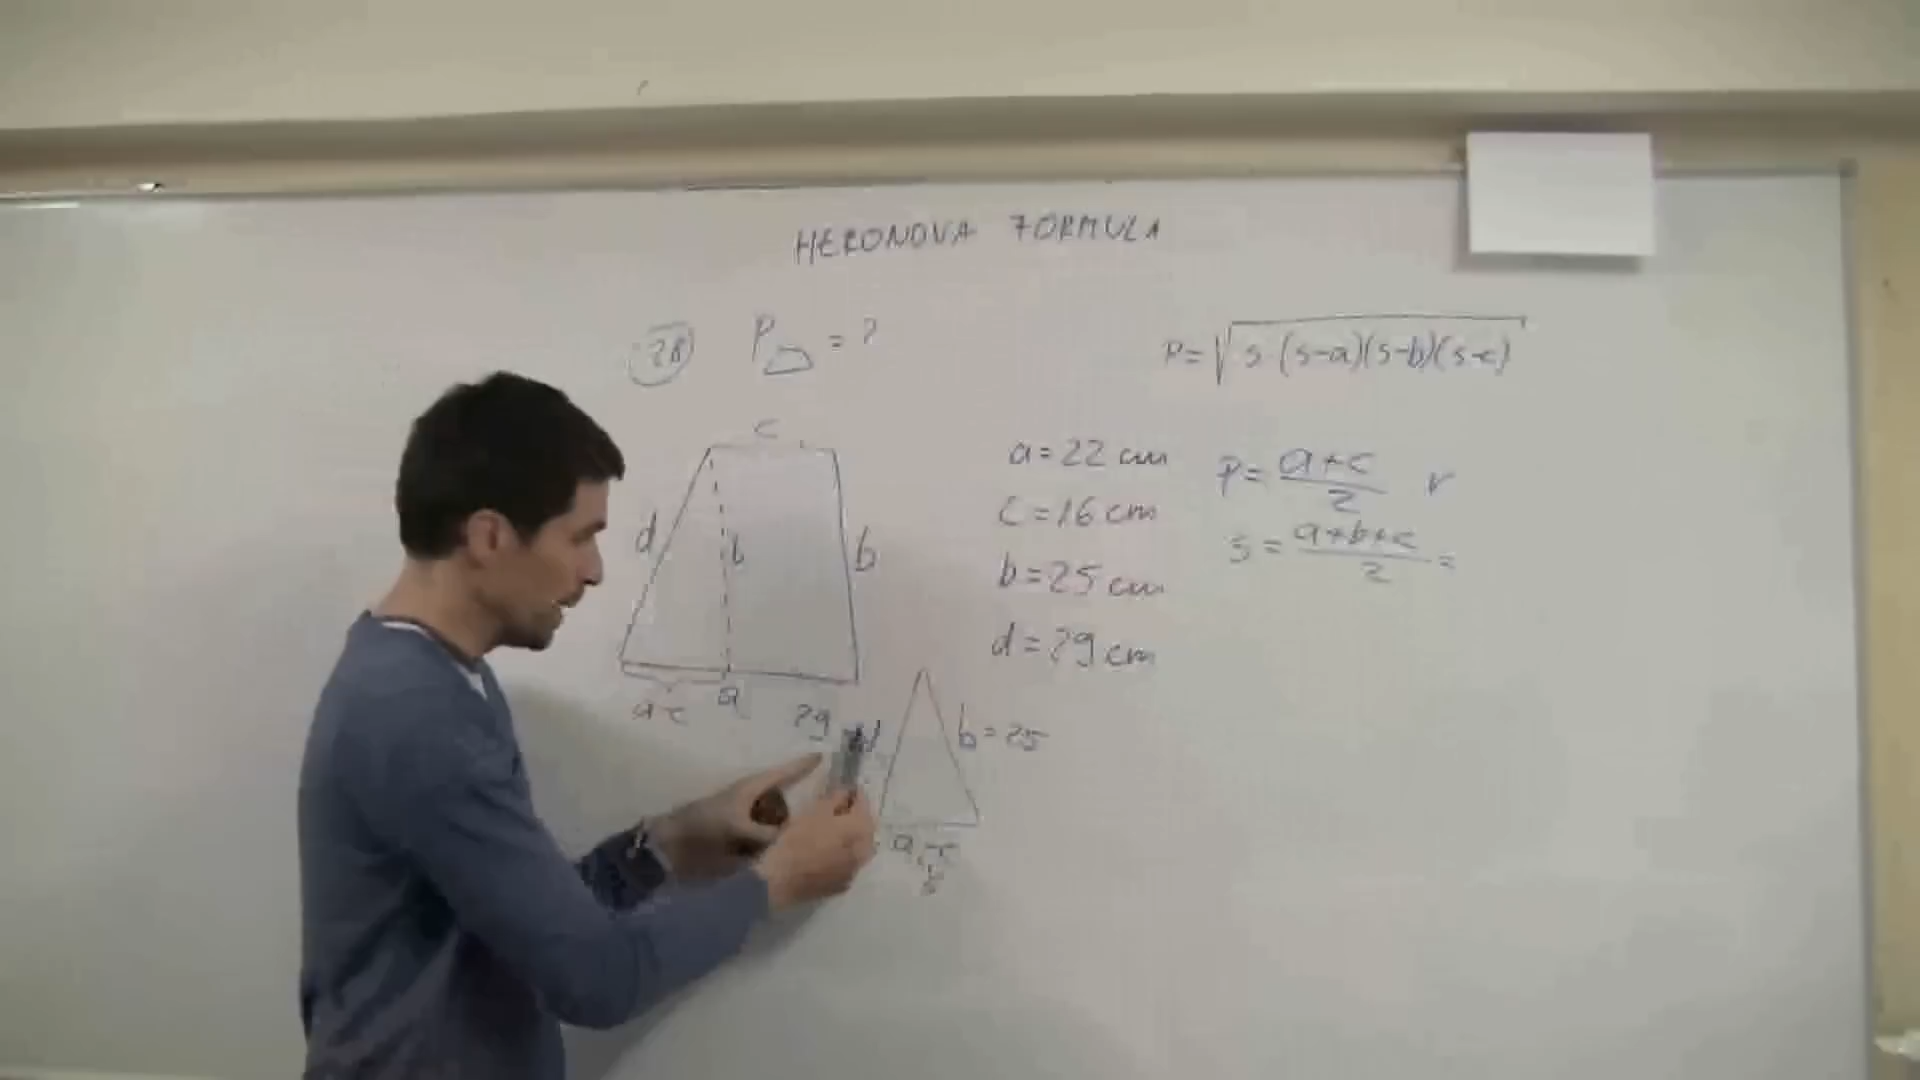 HERONOVA FORMULA
28 P = ?
P = √s·(s-a)(s-b)(s-c)
c
a = 22 cm
P = a+c / 2 v
c = 16 cm
s = a+b+c / 2 =
d b b
b = 25 cm
d = 29 cm
a-c a
29 d b = 25
a-c